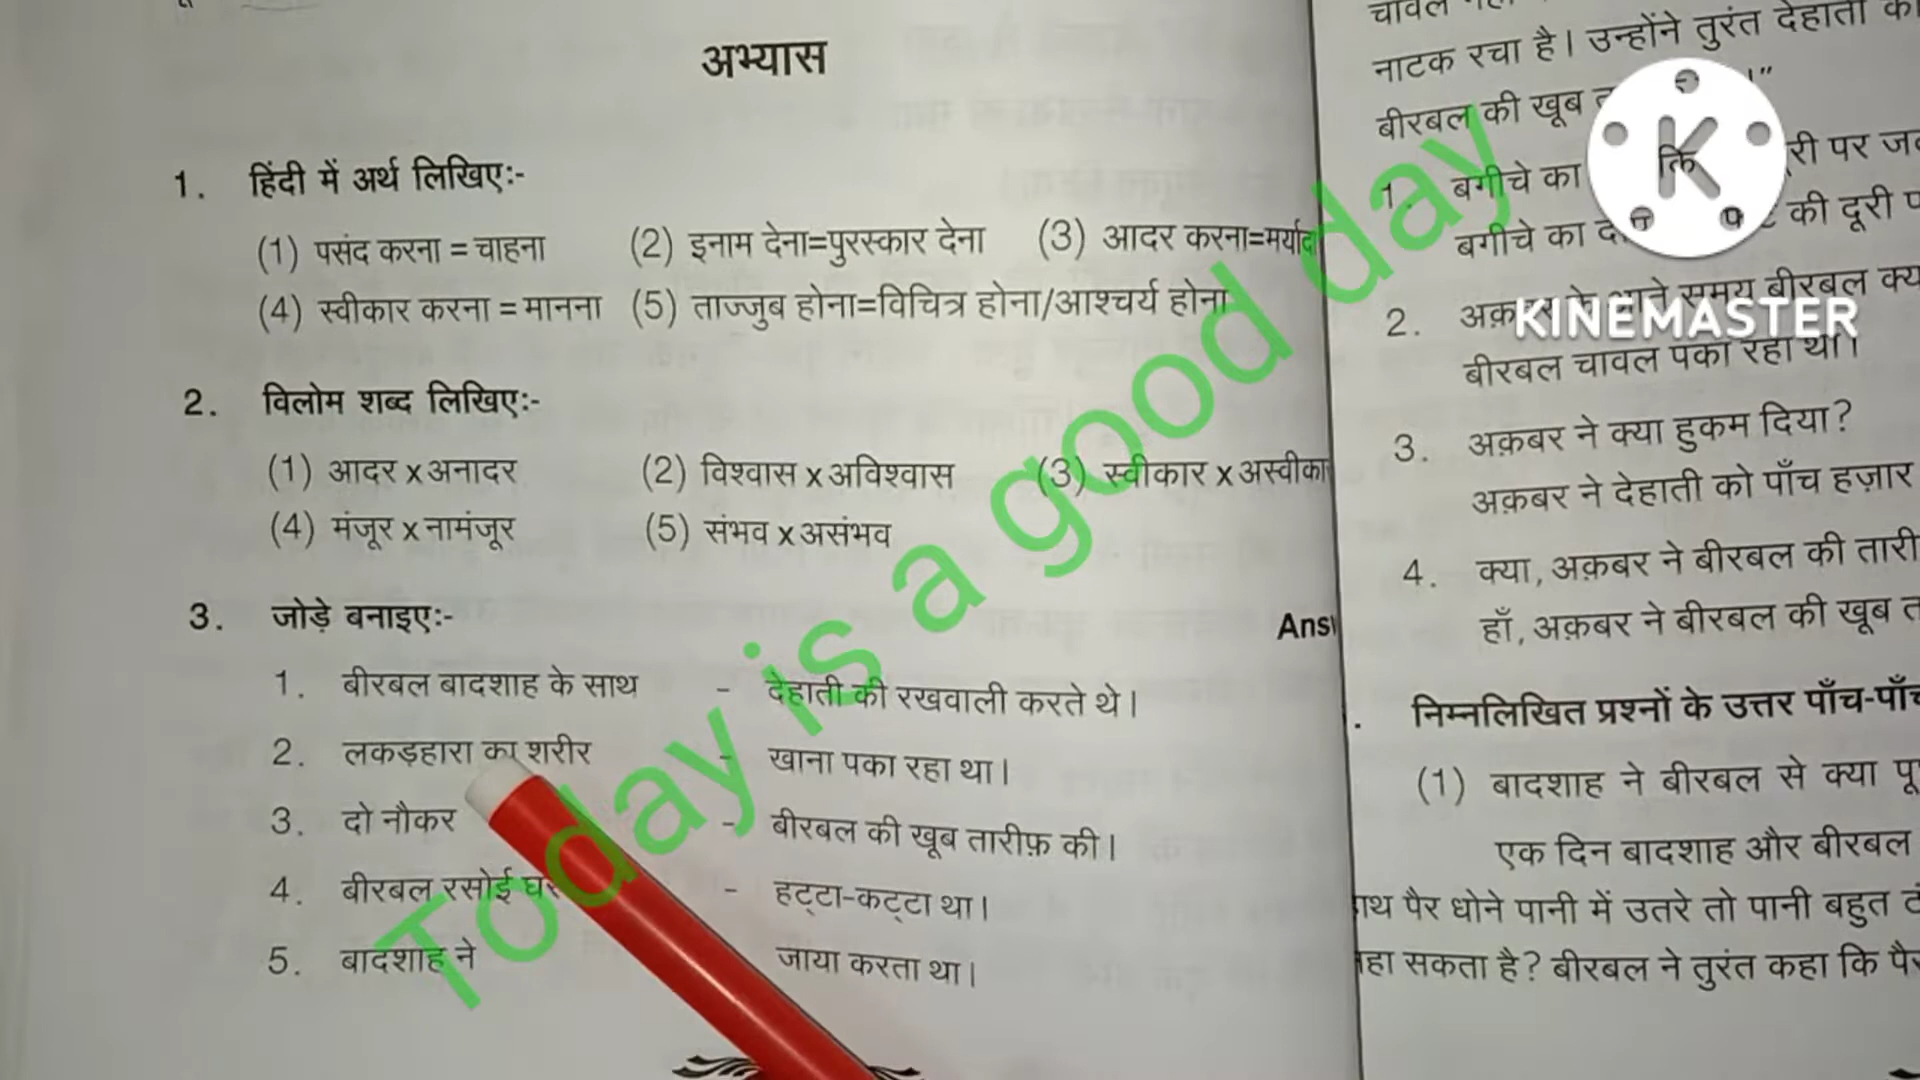 अभ्यास
1. हिंदी में अर्थ लिखिए:-
(1) पसंद करना = चाहना (2) इनाम देना=पुरस्कार देना (3) आदर करना=मर्याद
(4) स्वीकार करना = मानना (5) ताज्जुब होना=विचित्र होना/आश्चर्य होना
2. विलोम शब्द लिखिए:-
(1) आदर x अनादर (2) विश्वास x अविश्वास (3) स्वीकार x अस्वीका
(4) मंजूर x नामंजूर (5) संभव x असंभव
3. जोड़े बनाइए:- Ans
1. बीरबल बादशाह के साथ - देहाती की रखवाली करते थे।
2. लकड़हारा का शरीर - खाना पका रहा था।
3. दो नौकर - बीरबल की खूब तारीफ़ की।
4. बीरबल रसोई घर - हट्टा-कट्टा था।
5. बादशाह ने जाया करता था।
चावल
नाटक रचा है। उन्होंने तुरंत देहाती को
बीरबल की खूब
1. बगीचे का री पर
बगीचे का की दूरी
2. के आते समय बीरबल
बीरबल चावल पका रहा था।
3. अक़बर ने क्या हुकम दिया?
अक़बर ने देहाती को पाँच हज़ार
4. क्या, अक़बर ने बीरबल की तारी
हाँ, अक़बर ने बीरबल की खूब
निम्नलिखित प्रश्नों के उत्तर पाँच-पाँच
(1) बादशाह ने बीरबल से क्या पू
एक दिन बादशाह और बीरबल
पैर धोने पानी में उतरे तो पानी बहुत
सकता है? बीरबल ने तुरंत कहा कि
Today is a good day
K
KINEMASTER